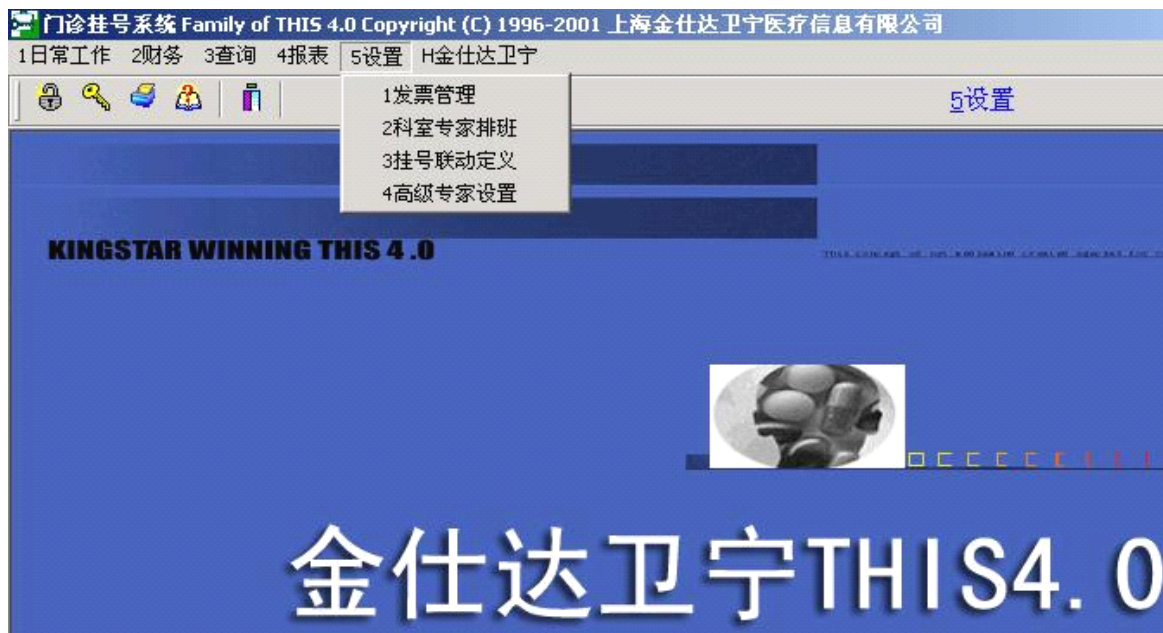 门诊挂号系统 Family of THIS 4.0 Copyright (C) 1996-2001 上海金仕达卫宁医疗信息有限公司
1日常工作 2财务 3查询 4报表 5设置 H金仕达卫宁
5设置
1发票管理
2科室专家排班
3挂号联动定义
4高级专家设置
KINGSTAR WINNING THIS 4 .0
金仕达卫宁THIS4.0